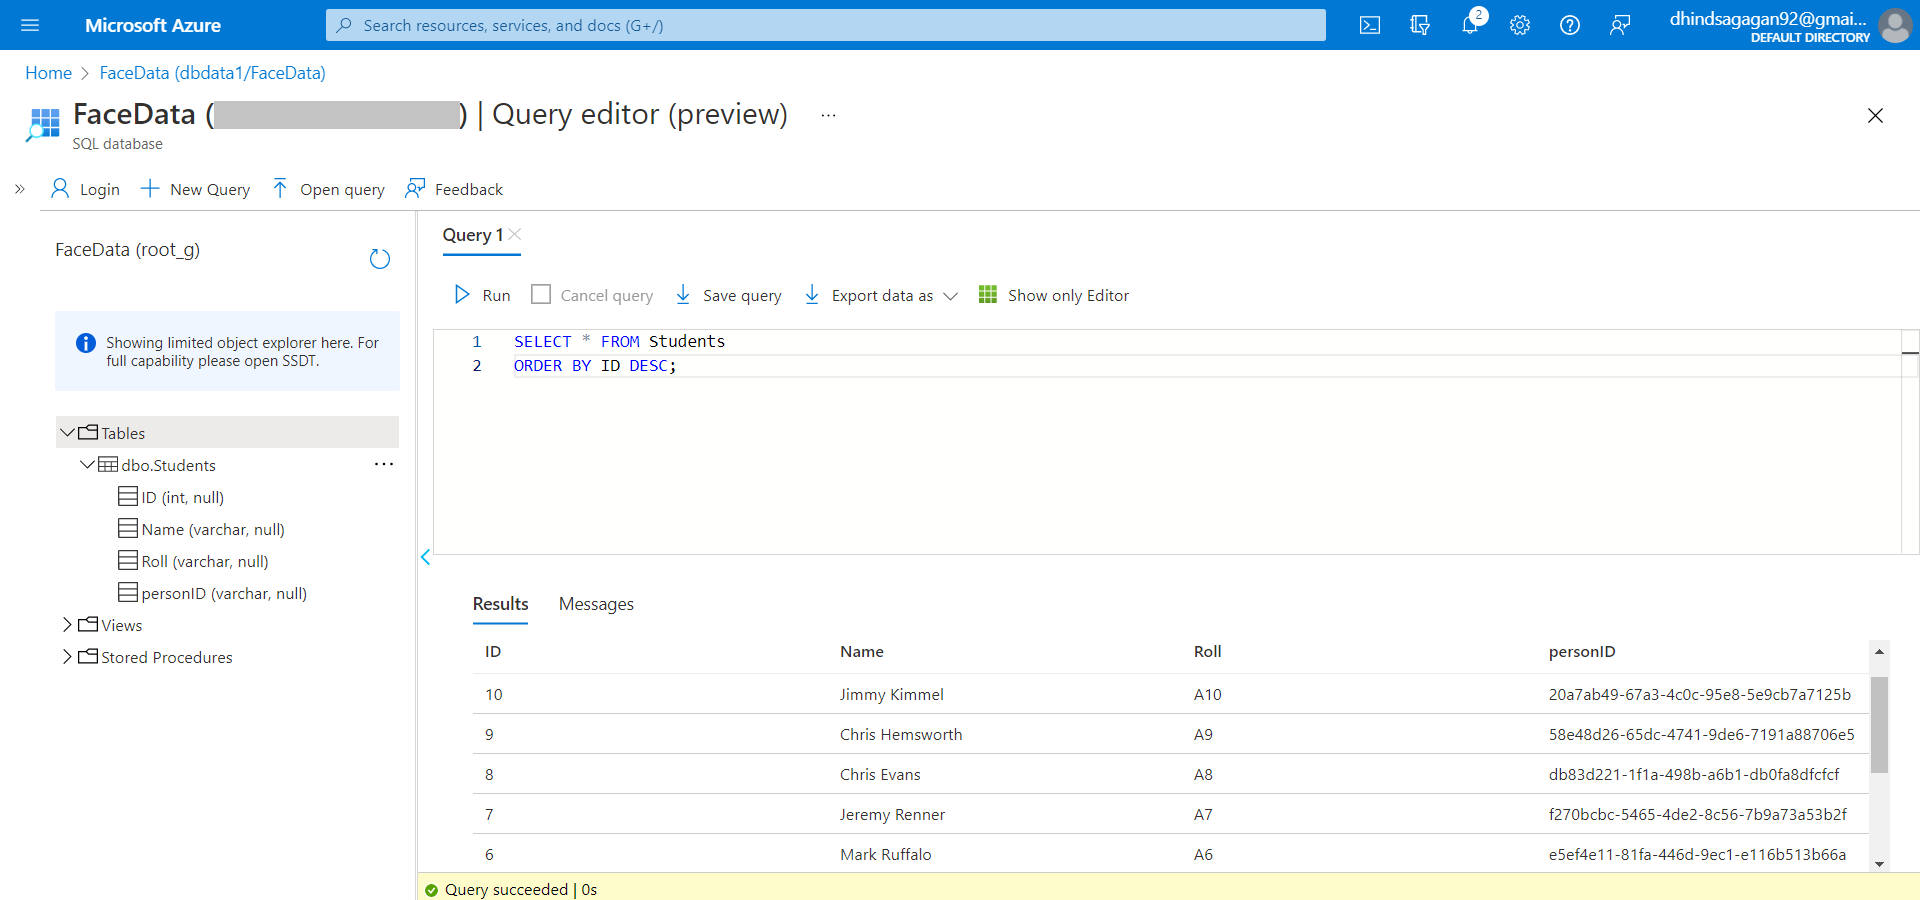 Microsoft Azure
Search resources, services, and docs (G+/)
2
dhindsagagan92@gmai...
DEFAULT DIRECTORY
Home > FaceData (dbdata1/FaceData)
FaceData ( ) | Query editor (preview) ...
SQL database
» Login + New Query Open query Feedback
FaceData (root_g)
Showing limited object explorer here. For
full capability please open SSDT.
Tables
dbo.Students ...
ID (int, null)
Name (varchar, null)
Roll (varchar, null)
personID (varchar, null)
Views
Stored Procedures
Query 1
Run Cancel query Save query Export data as Show only Editor
1 SELECT * FROM Students
2 ORDER BY ID DESC;
Results Messages
ID Name Roll personID
10 Jimmy Kimmel A10 20a7ab49-67a3-4c0c-95e8-5e9cb7a7125b
9 Chris Hemsworth A9 58e48d26-65dc-4741-9de6-7191a88706e5
8 Chris Evans A8 db83d221-1f1a-498b-a6b1-db0fa8dfcfcf
7 Jeremy Renner A7 f270bcbc-5465-4de2-8c56-7b9a73a53b2f
6 Mark Ruffalo A6 e5ef4e11-81fa-446d-9ec1-e116b513b66a
Query succeeded | 0s